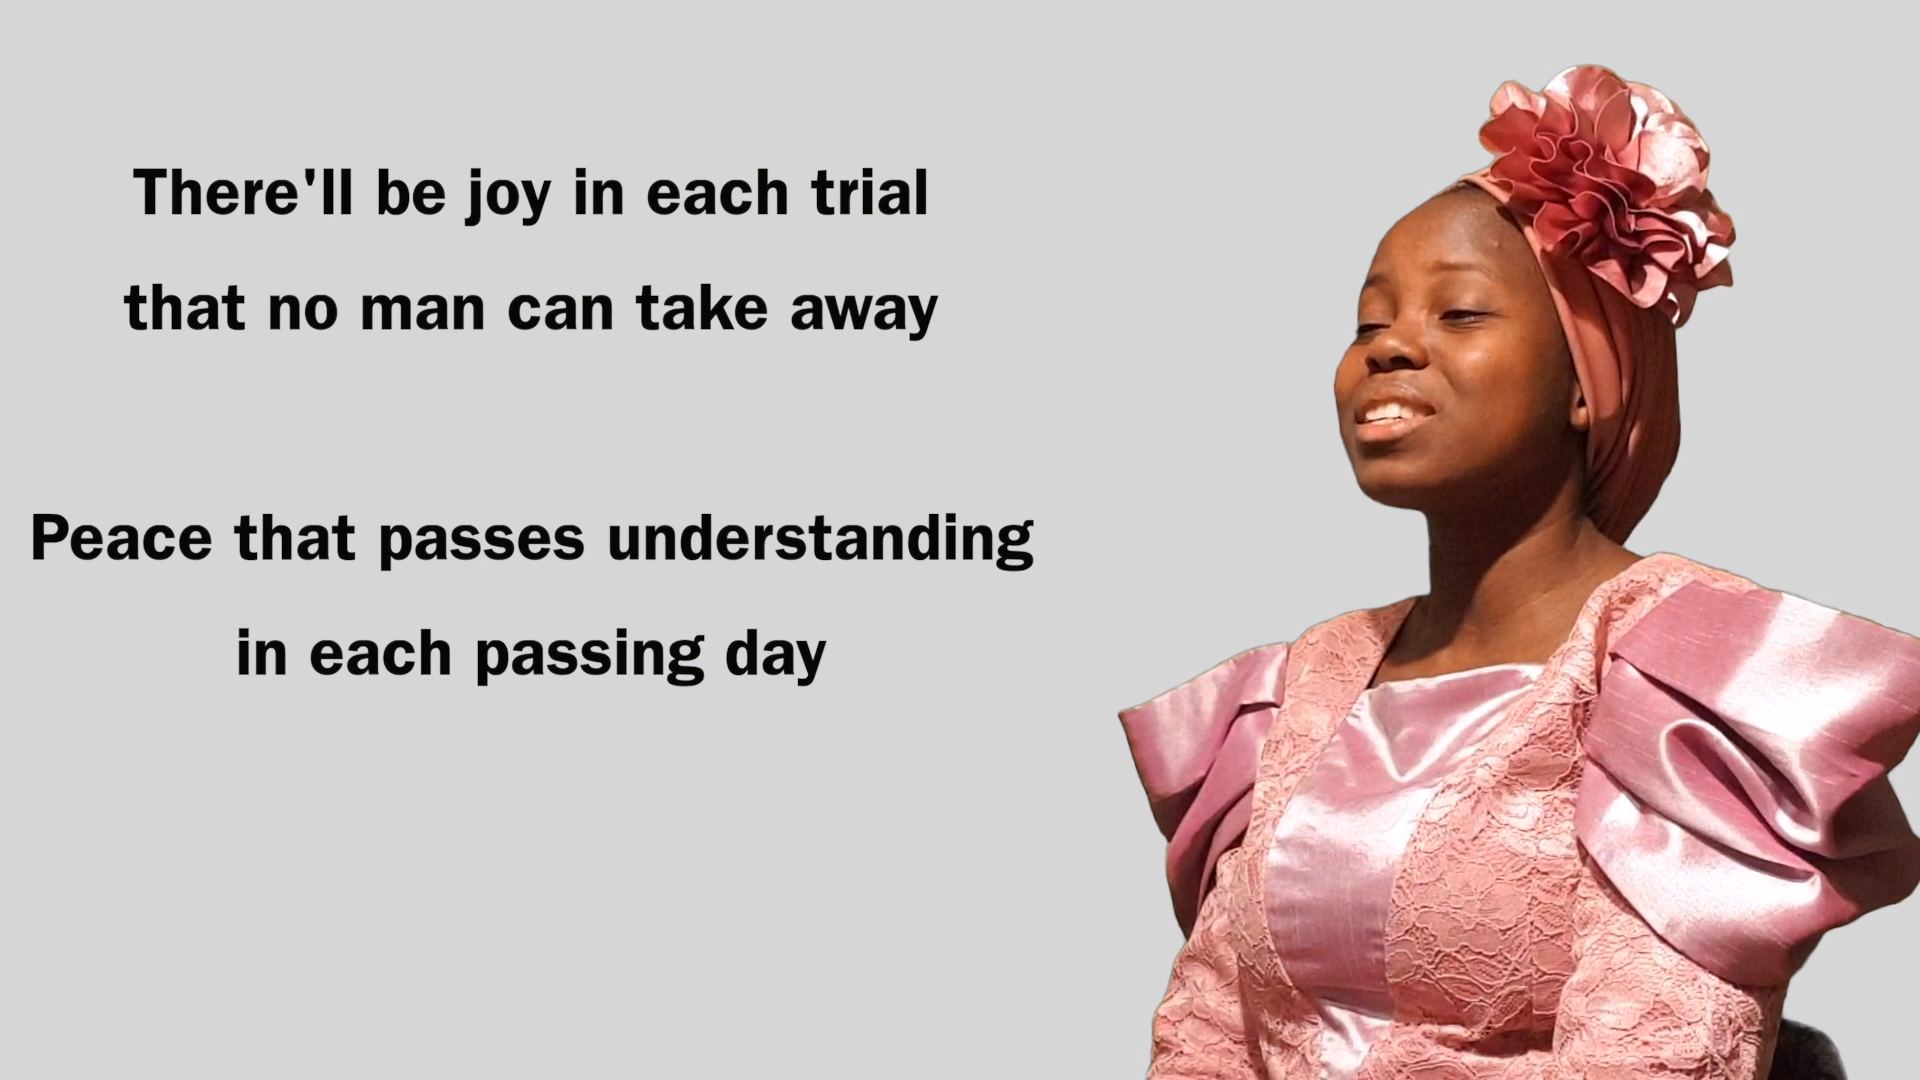 There'll be joy in each trial
that no man can take away
Peace that passes understanding
in each passing day